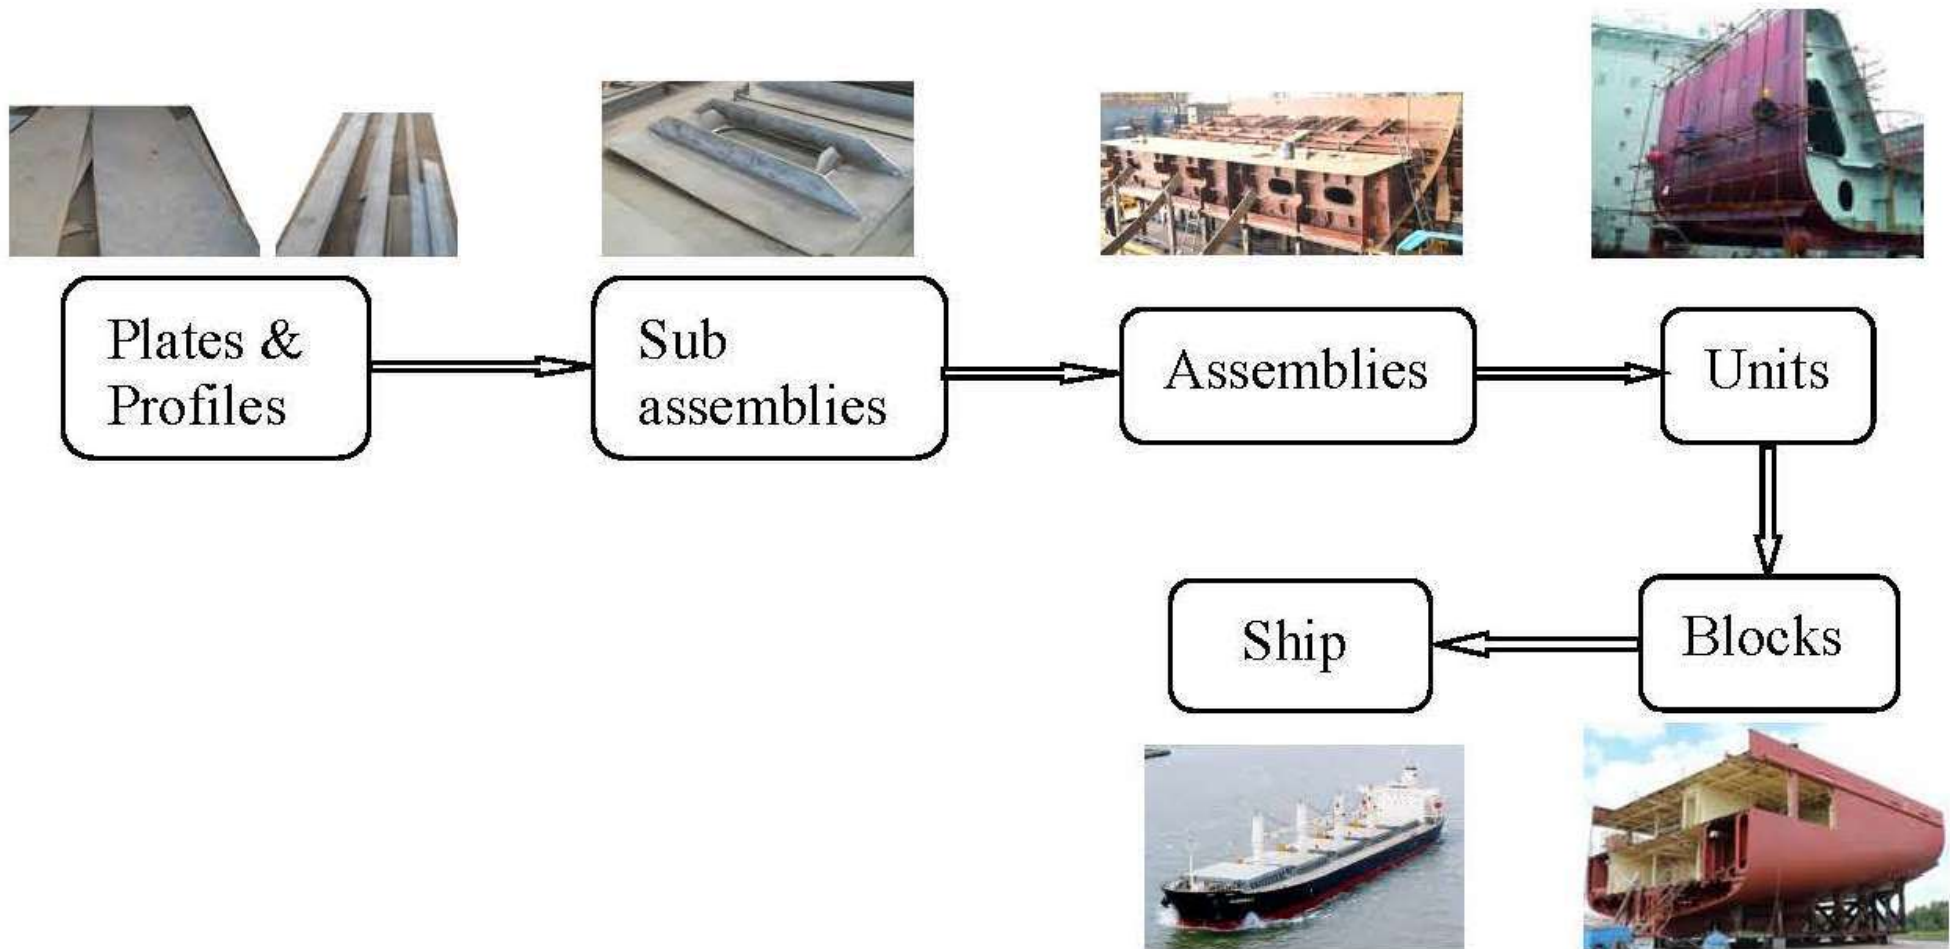 Plates &
Profiles
Sub
assemblies
Assemblies
Units
Blocks
Ship